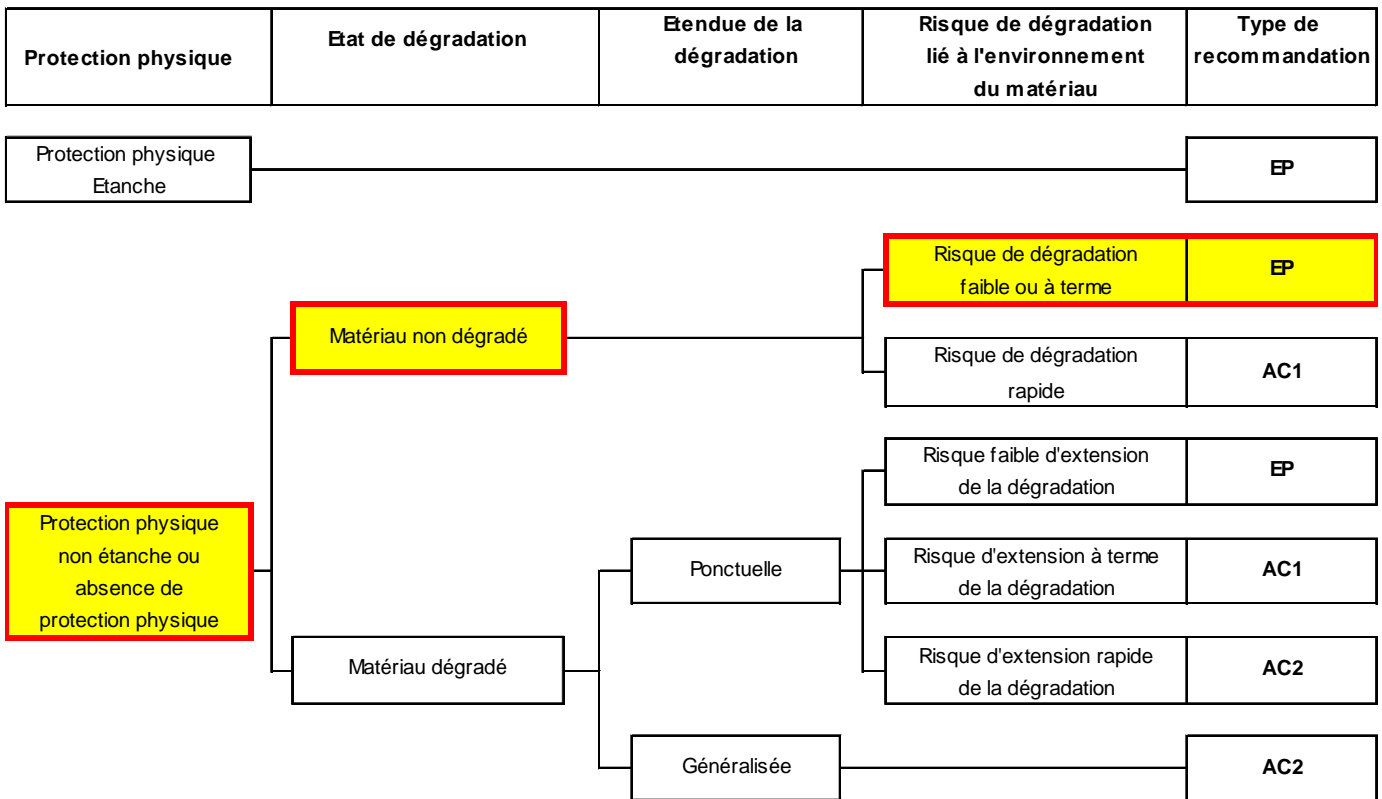 Protection physique
Etat de dégradation
Etendue de la
dégradation
Risque de dégradation
lié à l'environnement
du matériau
Type de
recommandation
Protection physique
Etanche
EP
Risque de dégradation
faible ou à terme
EP
Matériau non dégradé
Risque de dégradation
rapide
AC1
Risque faible d'extension
de la dégradation
EP
Protection physique
non étanche ou
absence de
protection physique
Ponctuelle
Risque d'extension à terme
de la dégradation
AC1
Matériau dégradé
Risque d'extension rapide
de la dégradation
AC2
Généralisée
AC2